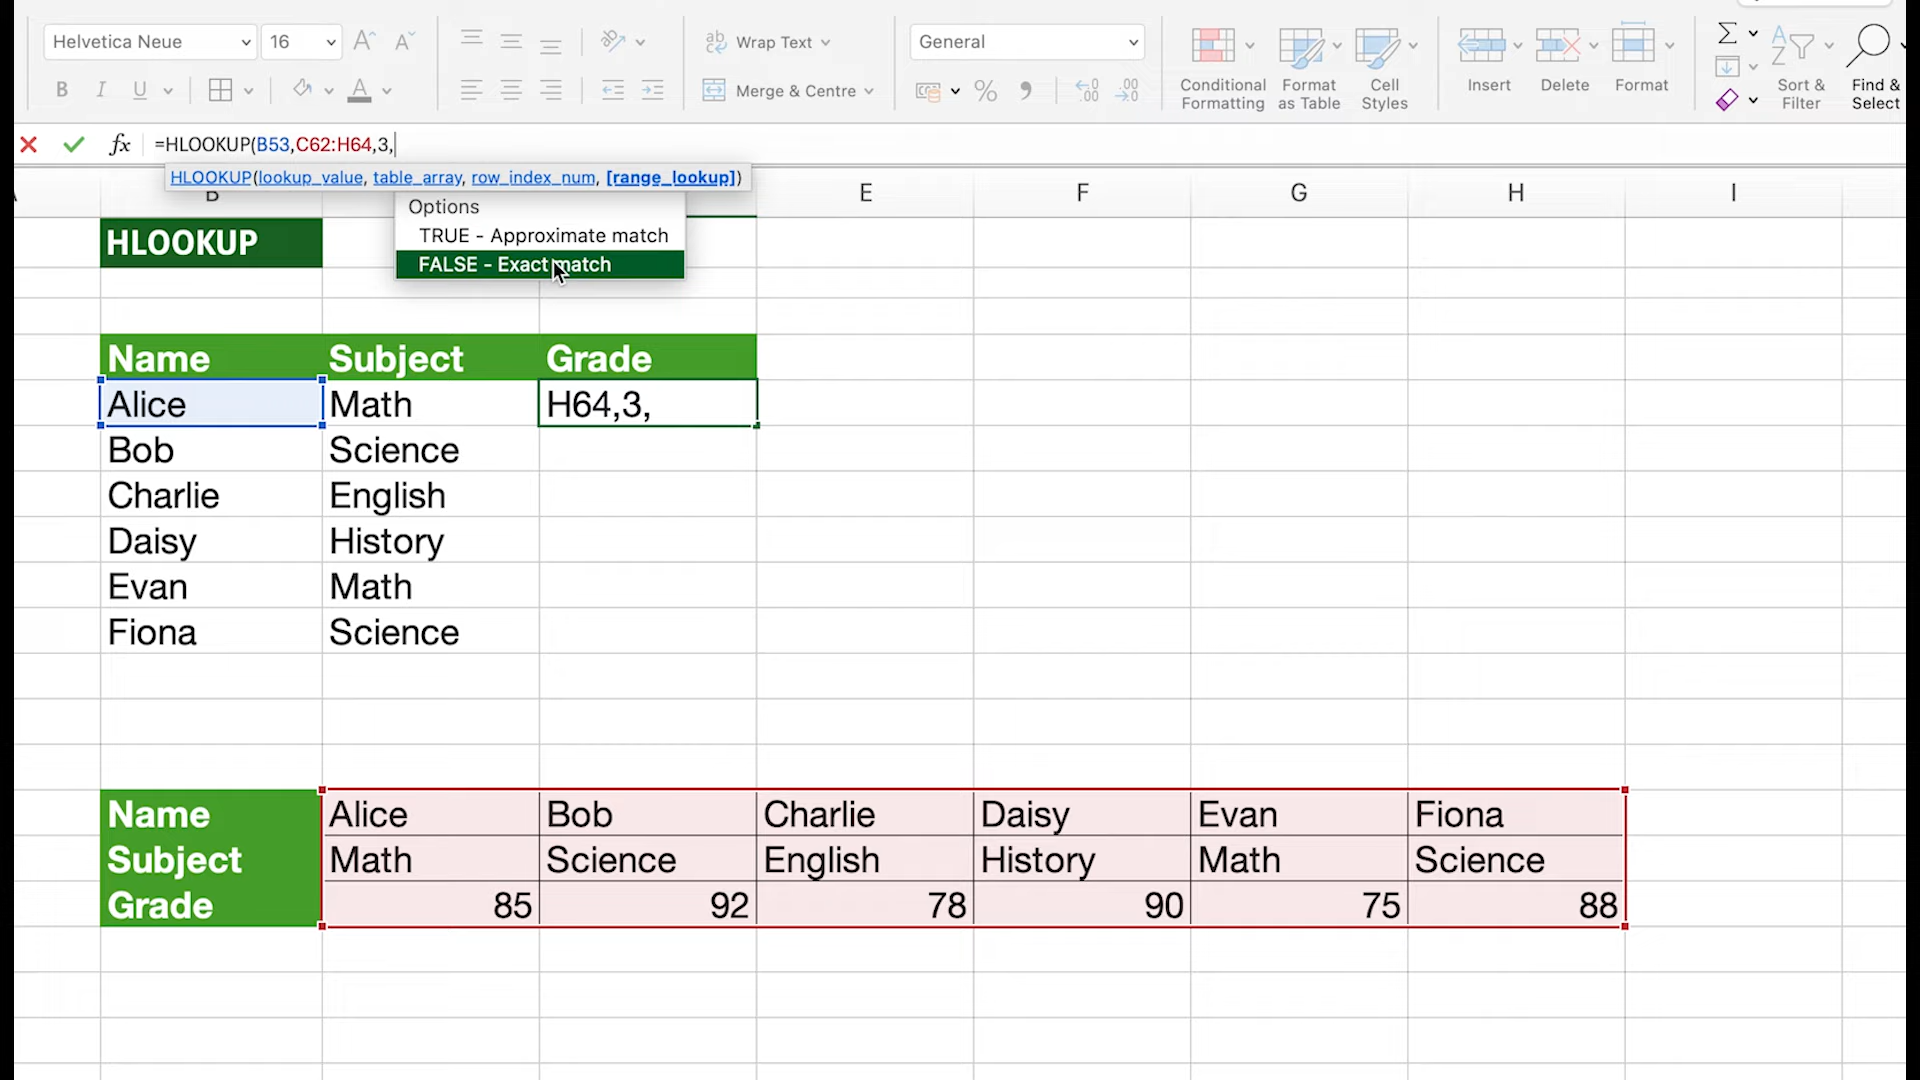 Helvetica Neue 16 A A ab Wrap Text General
B I U A Merge & Centre % Conditional Formatting Format as Table Cell Styles Insert Delete Format Sort & Filter Find & Select
fx =HLOOKUP(B53,C62:H64,3,
HLOOKUP(lookup_value, table_array, row_index_num, [range_lookup])
B E F G H I
Options
TRUE - Approximate match
FALSE - Exact match
HLOOKUP
Name Subject Grade
Alice Math H64,3,
Bob Science
Charlie English
Daisy History
Evan Math
Fiona Science
Name Alice Bob Charlie Daisy Evan Fiona
Subject Math Science English History Math Science
Grade 85 92 78 90 75 88